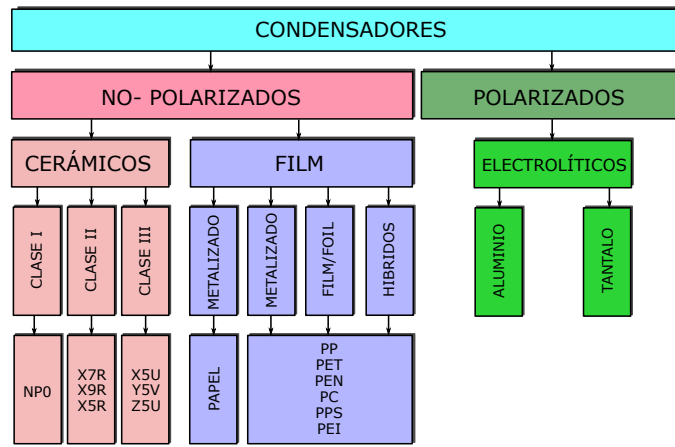 CONDENSADORES
NO- POLARIZADOS
POLARIZADOS
CERÁMICOS
FILM
ELECTROLÍTICOS
CLASE I
CLASE II
CLASE III
METALIZADO
METALIZADO
FILM/FOIL
HIBRIDOS
ALUMINIO
TANTALO
NP0
X7R
X9R
X5R
X5U
Y5V
Z5U
PAPEL
PP
PET
PEN
PC
PPS
PEI